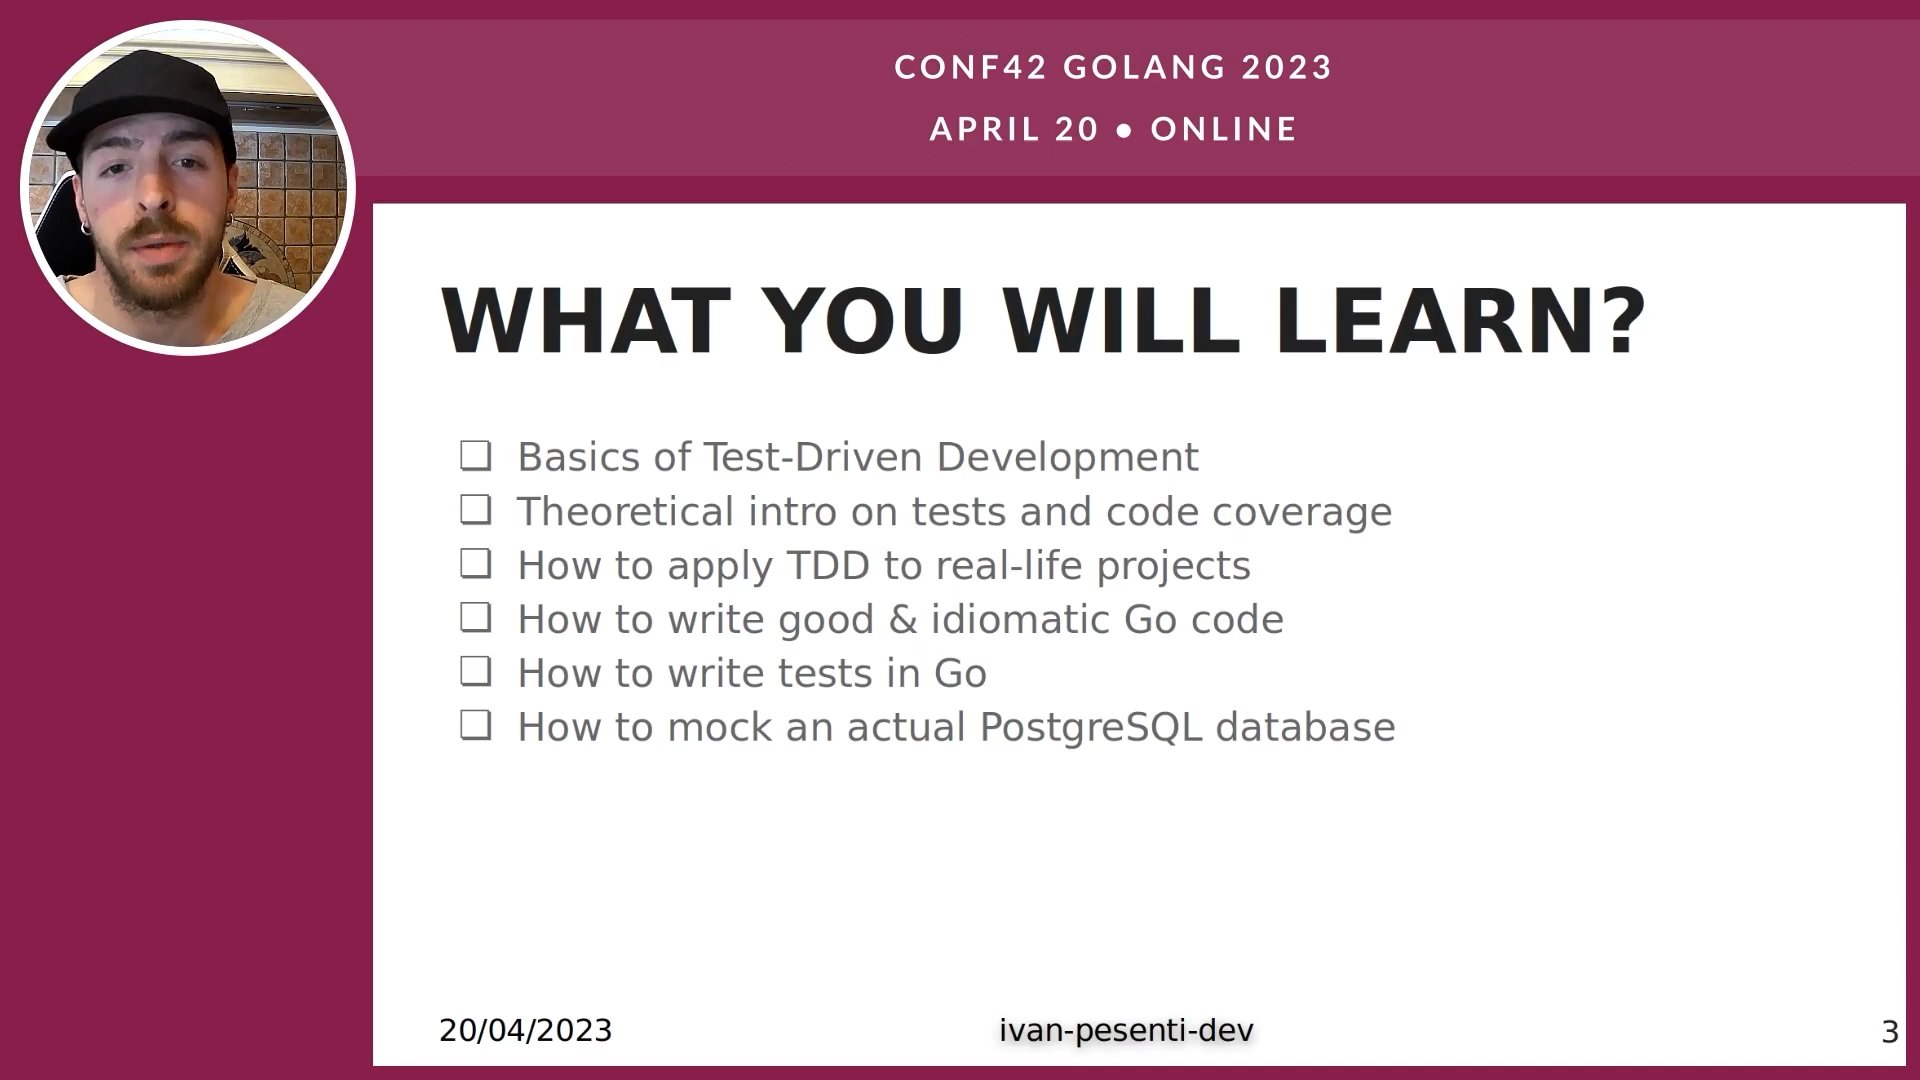 CONF42 GOLANG 2023
APRIL 20 ● ONLINE
WHAT YOU WILL LEARN?
❑ Basics of Test-Driven Development
❑ Theoretical intro on tests and code coverage
❑ How to apply TDD to real-life projects
❑ How to write good & idiomatic Go code
❑ How to write tests in Go
❑ How to mock an actual PostgreSQL database
20/04/2023
ivan-pesenti-dev
3